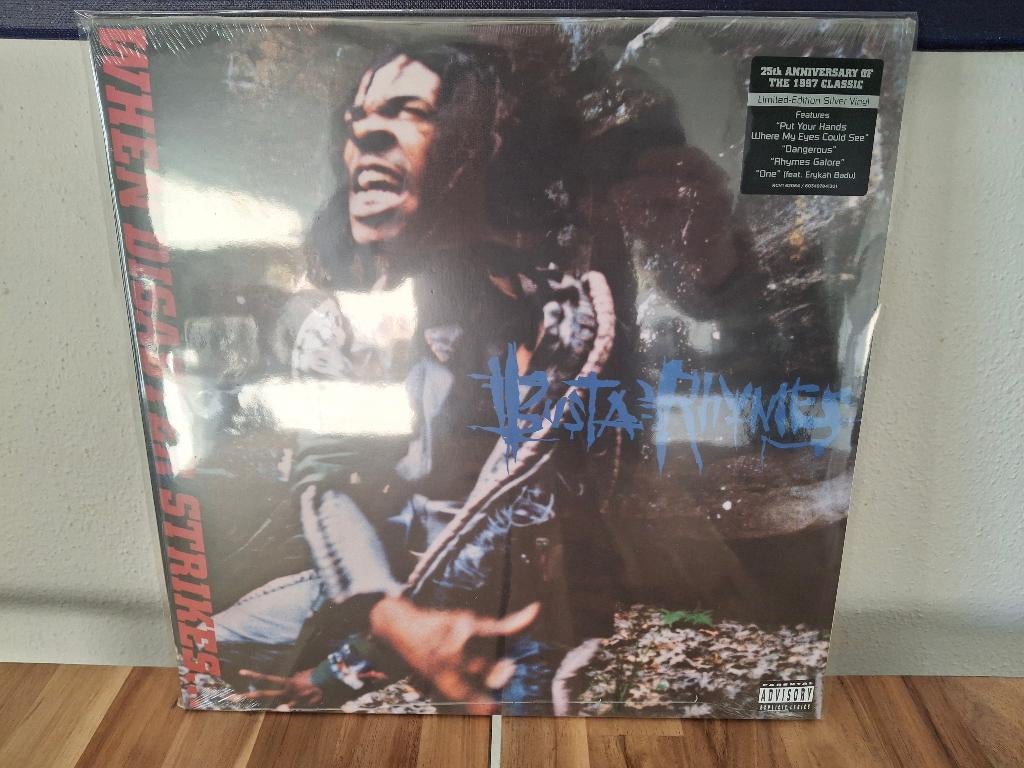 WHEN DISASTER STRIKES...
25th ANNIVERSARY OF
THE 1997 CLASSIC
Limited-Edition Silver Vinyl
Features
"Put Your Hands
Where My Eyes Could See"
"Dangerous"
"Rhymes Galore"
"One" (feat. Erykah Badu)
BUSTA RHYMES
PARENTAL
ADVISORY
EXPLICIT LYRICS